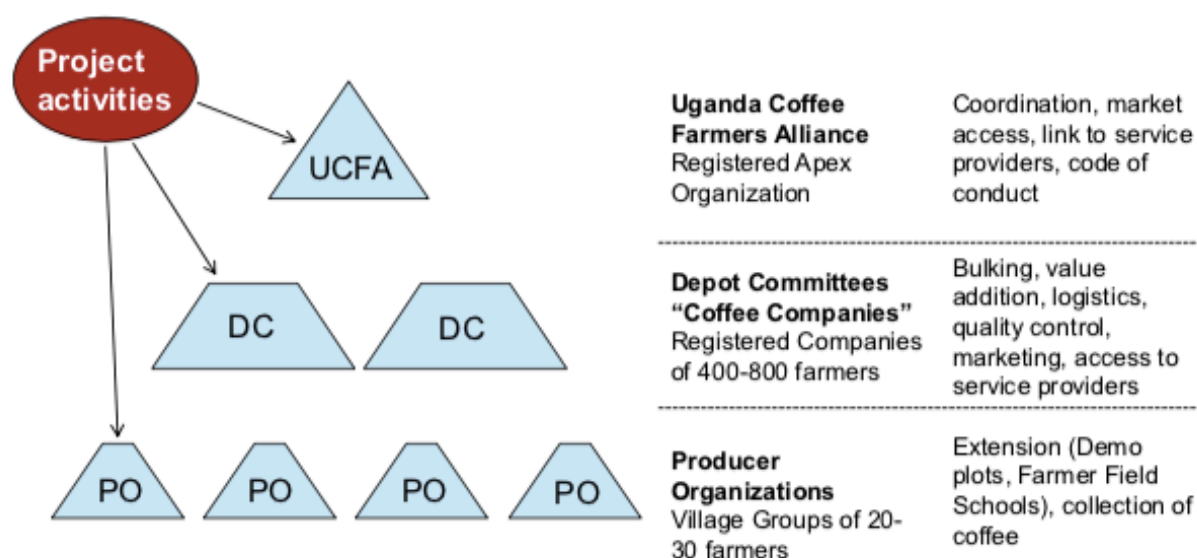 Project
activities
UCFA
Uganda Coffee
Farmers Alliance
Registered Apex
Organization
Coordination, market
access, link to service
providers, code of
conduct
DC
DC
Depot Committees
“Coffee Companies”
Registered Companies
of 400-800 farmers
Bulking, value
addition, logistics,
quality control,
marketing, access to
service providers
PO
PO
PO
PO
Producer
Organizations
Village Groups of 20-
30 farmers
Extension (Demo
plots, Farmer Field
Schools), collection of
coffee